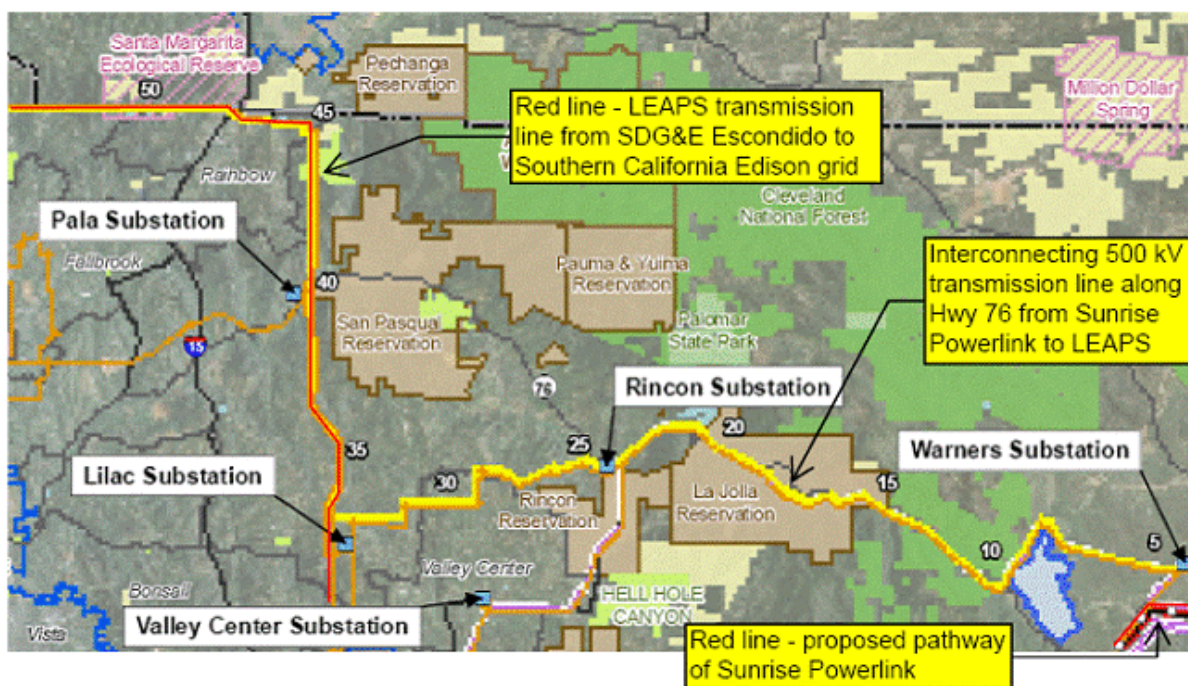 Santa Margarita
Ecological Reserve
50
Pechanga
Reservation
45
Red line - LEAPS transmission
line from SDG&E Escondido to
Southern California Edison grid
Million Dollar
Spring
Rainbow
Cleveland
National Forest
Pala Substation
Fallbrook
40
Pauma & Yuima
Reservation
Interconnecting 500 kV
transmission line along
Hwy 76 from Sunrise
Powerlink to LEAPS
15
San Pasqual
Reservation
Palomar
State Park
76
Rincon Substation
35
25
20
Warners Substation
Lilac Substation
30
Rincon
Reservation
La Jolla
Reservation
15
10
5
Valley Center
Bonsall
HELL HOLE
CANYON
Valley Center Substation
Vista
Red line - proposed pathway
of Sunrise Powerlink